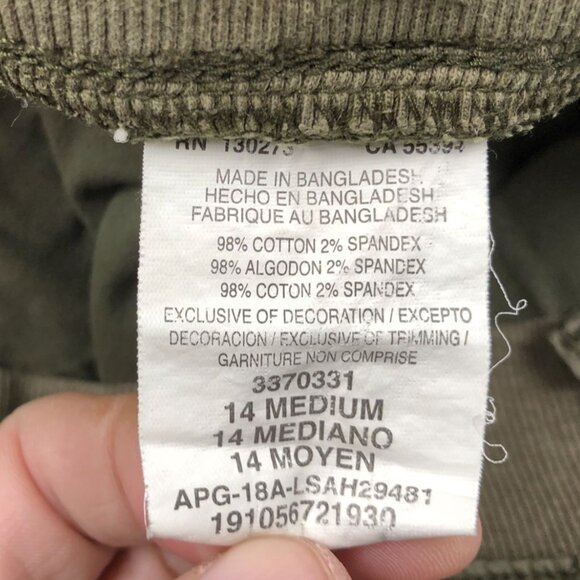 RN 130273 CA 55394
MADE IN BANGLADESH
HECHO EN BANGLADESH
FABRIQUE AU BANGLADESH
98% COTTON 2% SPANDEX
98% ALGODON 2% SPANDEX
98% COTON 2% SPANDEX
EXCLUSIVE OF DECORATION / EXCEPTO
DECORACION / EXCLUSIVE OF TRIMMING /
GARNITURE NON COMPRISE
3370331
14 MEDIUM
14 MEDIANO
14 MOYEN
APG-18A-LSAH29481
191056721930